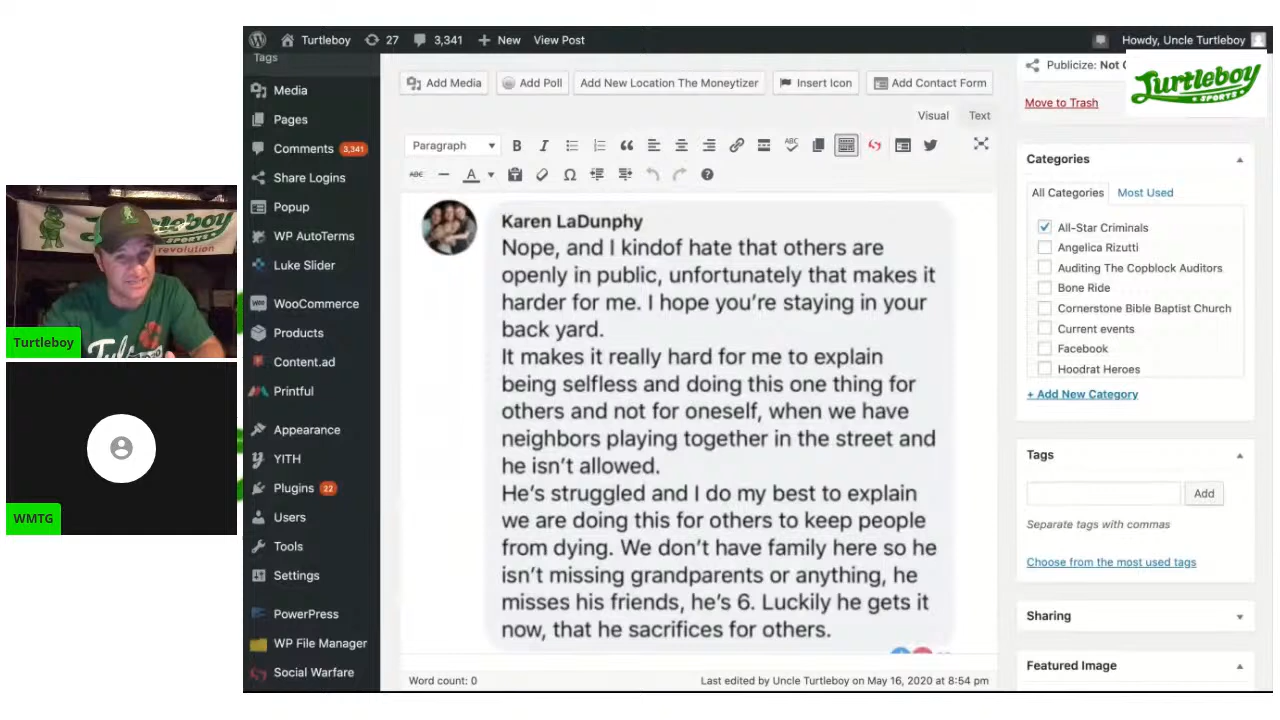 Turtleboy
27
3,341
New
View Post
Howdy, Uncle Turtleboy
Tags
Media
Pages
Comments 3,341
Share Logins
Popup
WP AutoTerms
Luke Slider
WooCommerce
Products
Content.ad
Printful
Appearance
YITH
Plugins 22
Users
Tools
Settings
PowerPress
WP File Manager
Social Warfare
Turtleboy
SPORTS
revolution
Turtleboy
WMTG
Add Media
Add Poll
Add New Location The Moneytizer
Insert Icon
Add Contact Form
Visual
Text
Paragraph
B
I
ABC
ABC
A
Karen LaDunphy
Nope, and I kindof hate that others are
openly in public, unfortunately that makes it
harder for me. I hope you're staying in your
back yard.
It makes it really hard for me to explain
being selfless and doing this one thing for
others and not for oneself, when we have
neighbors playing together in the street and
he isn't allowed.
He's struggled and I do my best to explain
we are doing this for others to keep people
from dying. We don't have family here so he
isn't missing grandparents or anything, he
misses his friends, he's 6. Luckily he gets it
now, that he sacrifices for others.
Word count: 0
Last edited by Uncle Turtleboy on May 16, 2020 at 8:54 pm
Publicize: Not
Turtleboy
SPORTS
Move to Trash
Categories
All Categories
Most Used
All-Star Criminals
Angelica Rizutti
Auditing The Copblock Auditors
Bone Ride
Cornerstone Bible Baptist Church
Current events
Facebook
Hoodrat Heroes
+ Add New Category
Tags
Add
Separate tags with commas
Choose from the most used tags
Sharing
Featured Image